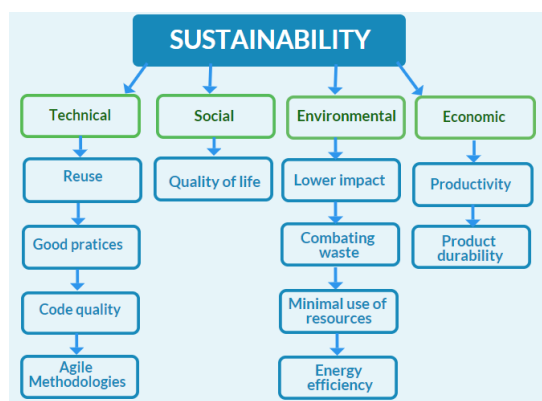 SUSTAINABILITY
Technical
Social
Environmental
Economic
Reuse
Quality of life
Lower impact
Productivity
Good pratices
Combating
waste
Product
durability
Code quality
Minimal use of
resources
Agile
Methodologies
Energy
efficiency